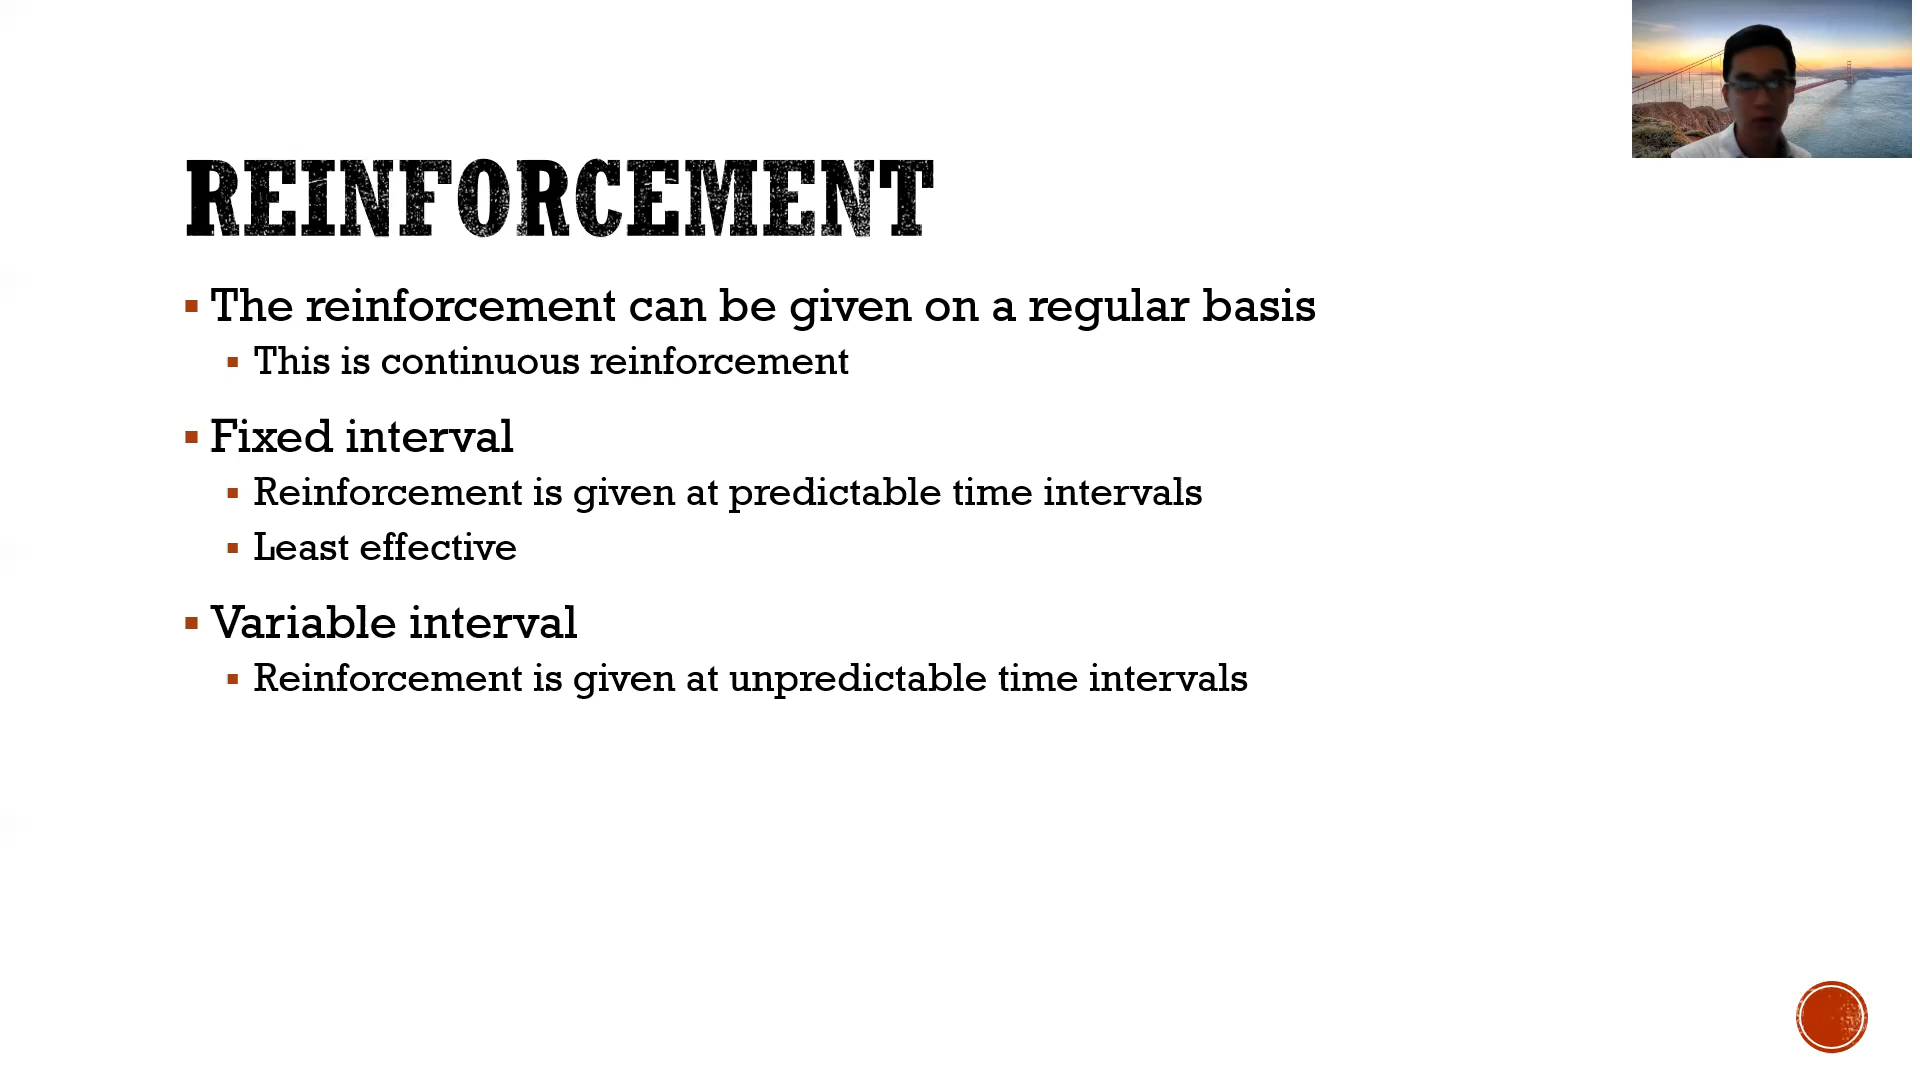 REINFORCEMENT
The reinforcement can be given on a regular basis
This is continuous reinforcement
Fixed interval
Reinforcement is given at predictable time intervals
Least effective
Variable interval
Reinforcement is given at unpredictable time intervals